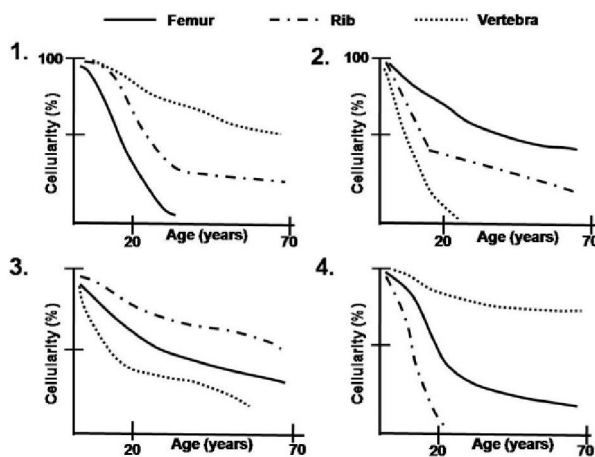 Femur Rib Vertebra
1. 2.
100 100
Cellularity (%) Cellularity (%)
20 Age (years) 70 20 Age (years) 70
3. 4.
Cellularity (%) Cellularity (%)
20 Age (years) 70 20 Age (years) 70